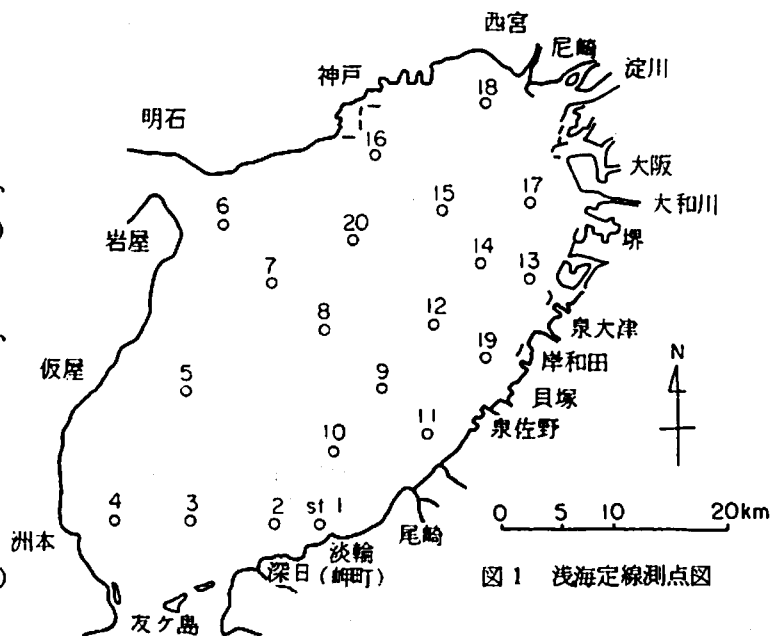 西宮
尼崎
淀川
神戸
明石
18
16
大阪
大和川
17
15
6
20
岩屋
堺
14
13
7
12
8
泉大津
19
岸和田
N
仮屋
5
9
貝塚
泉佐野
11
10
4
3
2
st 1
0 5 10 20km
尾崎
洲本
淡輪
深日(岬町)
図1 浅海定線測点図
友ケ島